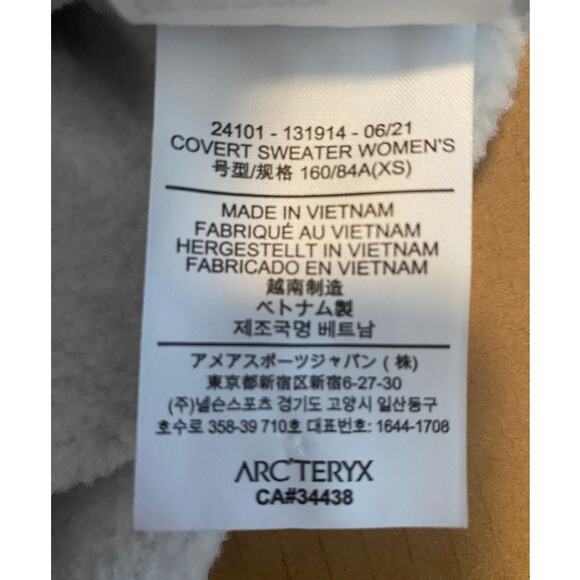 24101 - 131914 - 06/21
COVERT SWEATER WOMEN'S
号型/规格 160/84A(XS)
MADE IN VIETNAM
FABRIQUÉ AU VIETNAM
HERGESTELLT IN VIETNAM
FABRICADO EN VIETNAM
越南制造
ベトナム製
제조국명 베트남
アメアスポーツジャパン (株)
東京都新宿区新宿6-27-30
(주)넬슨스포츠 경기도 고양시 일산동구
호수로 358-39 710호 대표번호: 1644-1708
ARC'TERYX
CA#34438